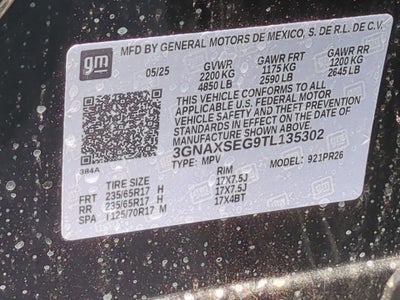 gm
MFD BY GENERAL MOTORS DE MEXICO, S. DE R.L. DE C.V.
05/25 GVWR GAWR FRT GAWR RR
2200 KG 1175 KG 1200 KG
4850 LB 2590 LB 2645 LB
THIS VEHICLE CONFORMS TO ALL
APPLICABLE U.S. FEDERAL MOTOR
VEHICLE SAFETY AND THEFT PREVENTION
STANDARDS IN EFFECT ON THE DATE OF
MANUFACTURE SHOWN ABOVE.
3GNAXSEG9TL135302
384A TYPE: MPV MODEL: 921PR26
TIRE SIZE RIM
FRT 235/65R17 H 17X7.5J
RR 235/65R17 H 17X7.5J
SPA T125/70R17 M 17X4BT